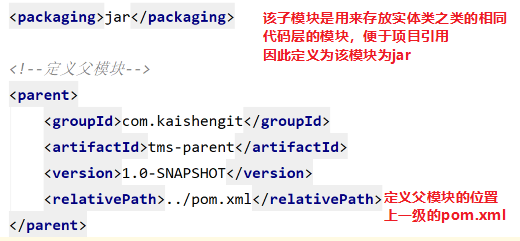 <packaging>jar</packaging>
该子模块是用来存放实体类之类的相同
代码层的模块，便于项目引用
因此定义为该模块为jar
<!--定义父模块-->
<parent>
<groupId>com.kaishengit</groupId>
<artifactId>tms-parent</artifactId>
<version>1.0-SNAPSHOT</version>
<relativePath>../pom.xml</relativePath>
定义父模块的位置
上一级的pom.xml
</parent>